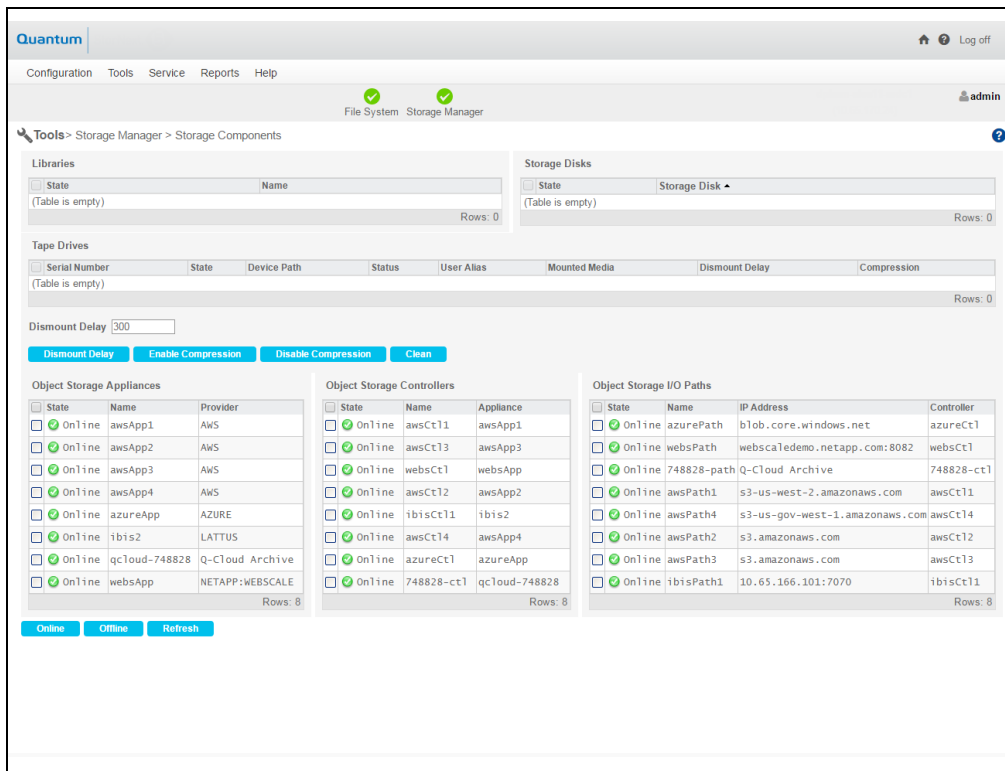 Quantum
Log off
Configuration Tools Service Reports Help
File System Storage Manager
admin
Tools> Storage Manager > Storage Components
Libraries
State Name
(Table is empty)
Rows: 0
Storage Disks
State Storage Disk
(Table is empty)
Rows: 0
Tape Drives
Serial Number State Device Path Status User Alias Mounted Media Dismount Delay Compression
(Table is empty)
Rows: 0
Dismount Delay 300
Dismount Delay Enable Compression Disable Compression Clean
Object Storage Appliances
State Name Provider
Online awsApp1 AWS
Online awsApp2 AWS
Online awsApp3 AWS
Online awsApp4 AWS
Online azureApp AZURE
Online ibis2 LATTUS
Online qcloud-748828 Q-Cloud Archive
Online websApp NETAPP:WEBSCALE
Rows: 8
Object Storage Controllers
State Name Appliance
Online awsCtl1 awsApp1
Online awsCtl3 awsApp3
Online websCtl websApp
Online awsCtl2 awsApp2
Online ibisCtl1 ibis2
Online awsCtl4 awsApp4
Online azureCtl azureApp
Online 748828-ctl qcloud-748828
Rows: 8
Object Storage I/O Paths
State Name IP Address Controller
Online azurePath blob.core.windows.net azureCtl
Online websPath webscaledemo.netapp.com:8082 websCtl
Online 748828-path Q-Cloud Archive 748828-ctl
Online awsPath1 s3-us-west-2.amazonaws.com awsCtl1
Online awsPath4 s3-us-gov-west-1.amazonaws.com awsCtl4
Online awsPath2 s3.amazonaws.com awsCtl2
Online awsPath3 s3.amazonaws.com awsCtl3
Online ibisPath1 10.65.166.101:7070 ibisCtl1
Rows: 8
Online Offline Refresh